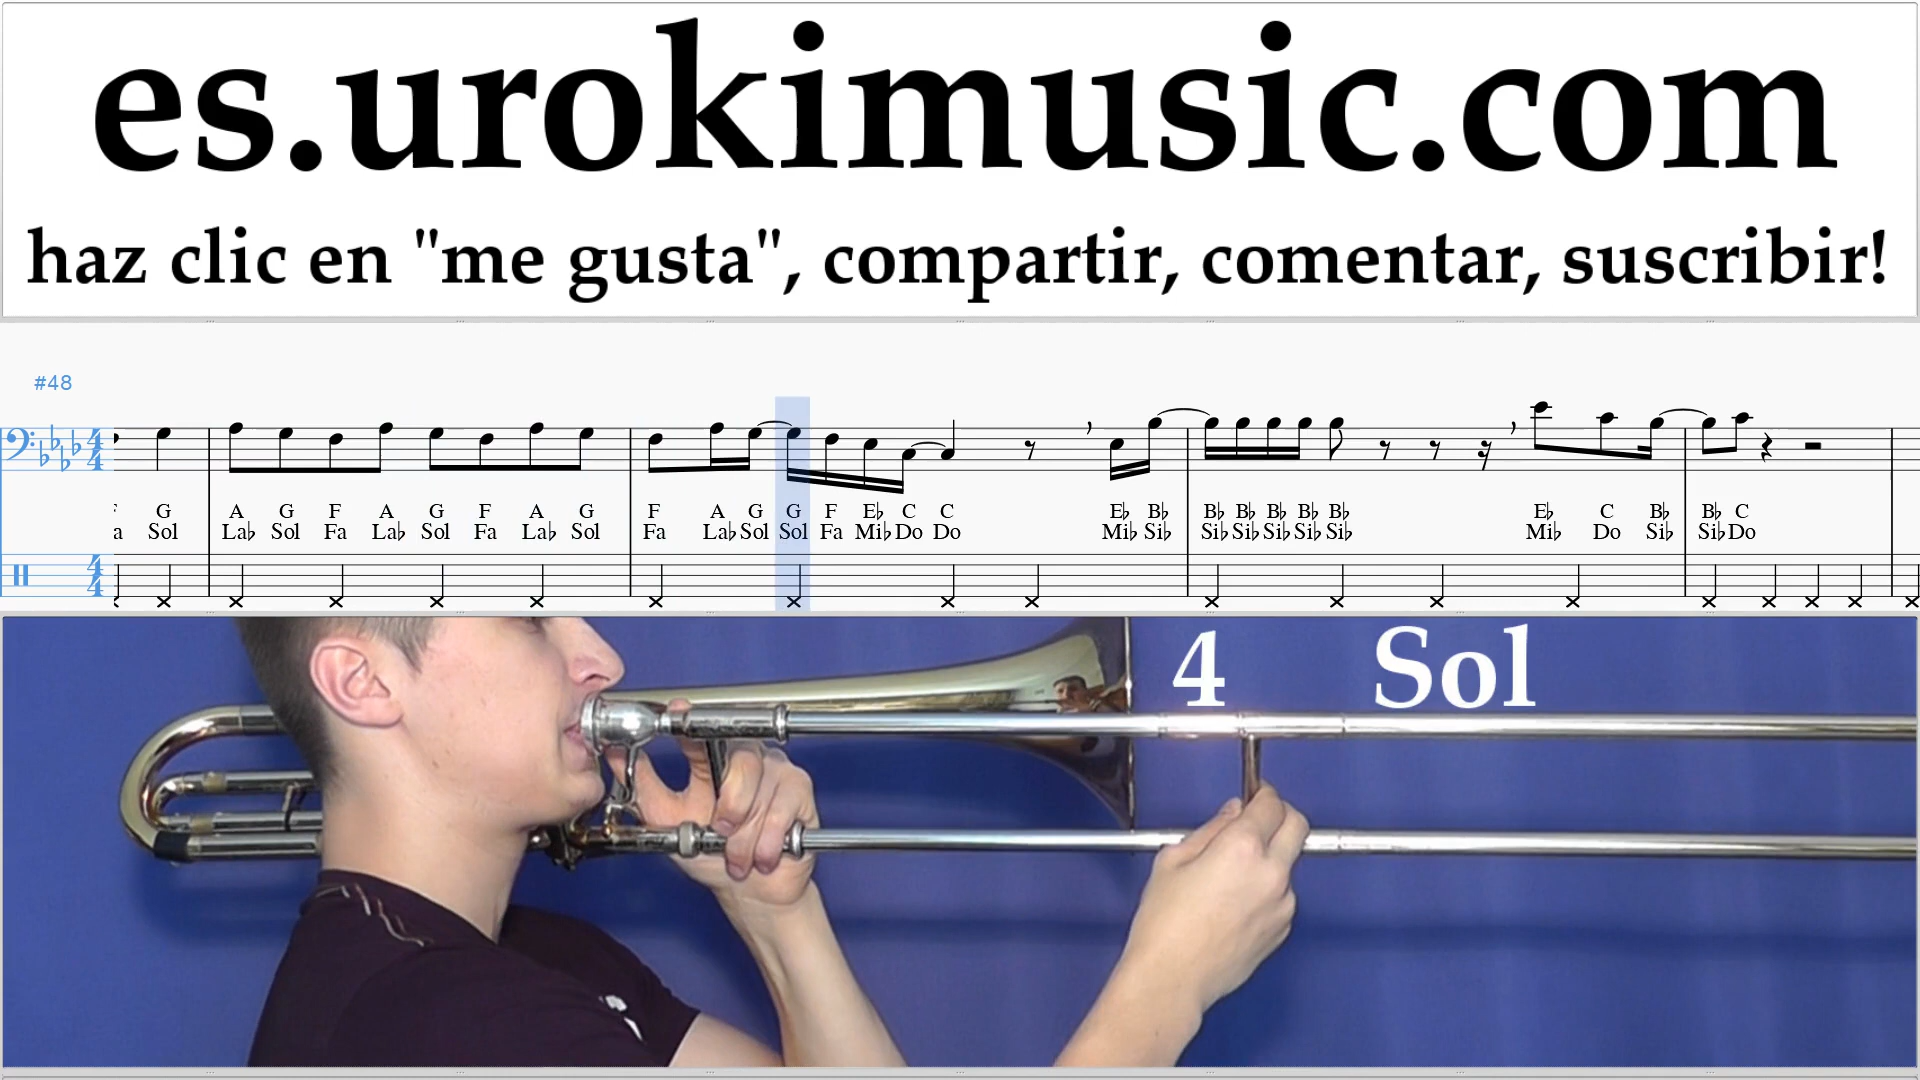 es.urokimusic.com
haz clic en "me gusta", compartir, comentar, suscribir!
#48
G A G F A G F A G F A G G F E♭ C C E♭ B♭ B♭ B♭ B♭ B♭ B♭ E♭ C B♭ B♭ C
a Sol La♭ Sol Fa La♭ Sol Fa La♭ Sol Fa La♭ Sol Sol Fa Mi♭ Do Do Mi♭ Si♭ Si♭ Si♭ Si♭ Si♭ Si♭ Mi♭ Do Si♭ Si♭ Do
4 Sol